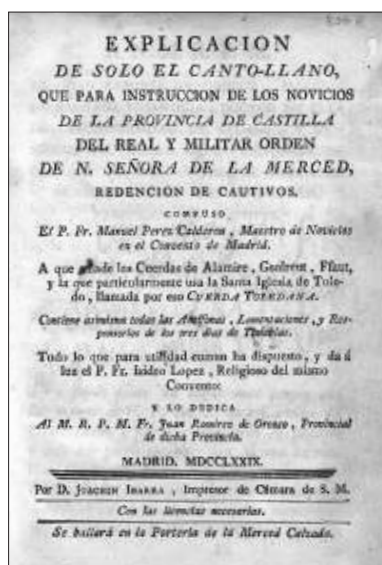 EXPLICACION
DE SOLO EL CANTO-LLANO,
QUE PARA INSTRUCCION DE LOS NOVICIOS
DE LA PROVINCIA DE CASTILLA
DEL REAL Y MILITAR ORDEN
DE N. SEÑORA DE LA MERCED,
REDENCION DE CAUTIVOS.
COMPUSO
El P. Fr. Manuel Perez Calderon, Maestro de Novicios
en el Convento de Madrid.
A que añade las Cuerdas de Alamire, Gsolreut, Ffaut,
y la que particularmente usa la Santa Iglesia de Tole-
do, llamada por eso CUERDA TOLEDANA.
Contiene asimismo todas las Antifonas, Lamentaciones, y Res-
ponsorios de los tres dias de Tinieblas.
Todo lo que para utilidad comun ha dispuesto, y da á
luz el P. Fr. Isidro Lopez, Religioso del mismo
Convento:
Y LO DEDICA
Al M. R. P. M. Fr. Juan Ramirez de Orozco, Provincial
de dicha Provincia.
MADRID. MDCCLXXIX.
Por D. JOACHIN IBARRA, Impresor de Cámara de S. M.
Con las licencias necesarias.
Se hallará en la Porteria de la Merced Calzada.